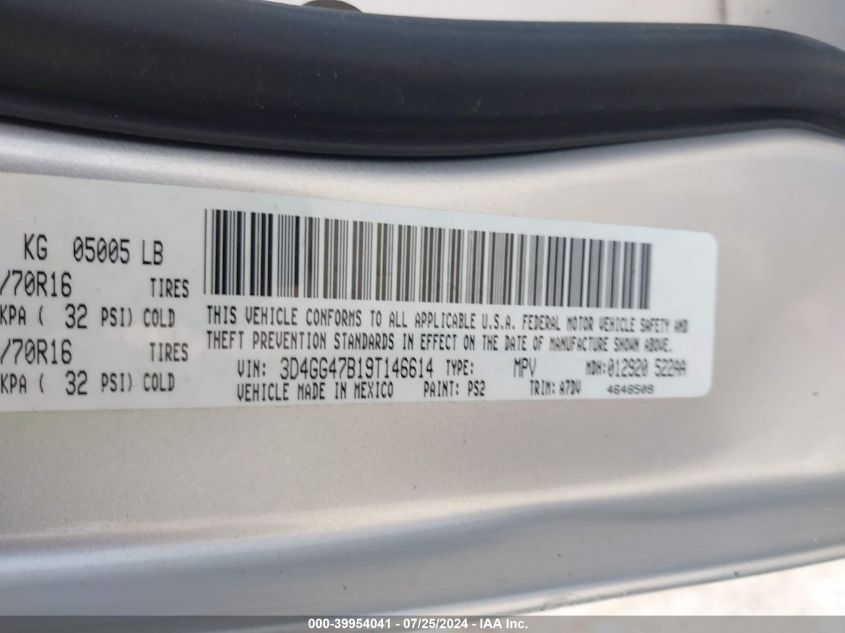 KG 05005 LB
/70R16 TIRES
KPA ( 32 PSI) COLD
/70R16 TIRES
KPA ( 32 PSI) COLD
THIS VEHICLE CONFORMS TO ALL APPLICABLE U.S.A. FEDERAL MOTOR VEHICLE SAFETY AND
THEFT PREVENTION STANDARDS IN EFFECT ON THE DATE OF MANUFACTURE SHOWN ABOVE.
VIN: 3D4GG47B19T146614 TYPE: MPV MDH:012920 522AA
VEHICLE MADE IN MEXICO PAINT: PS2 TRIM: A7DV 4648509
000-39954041 - 07/25/2024 - IAA Inc.